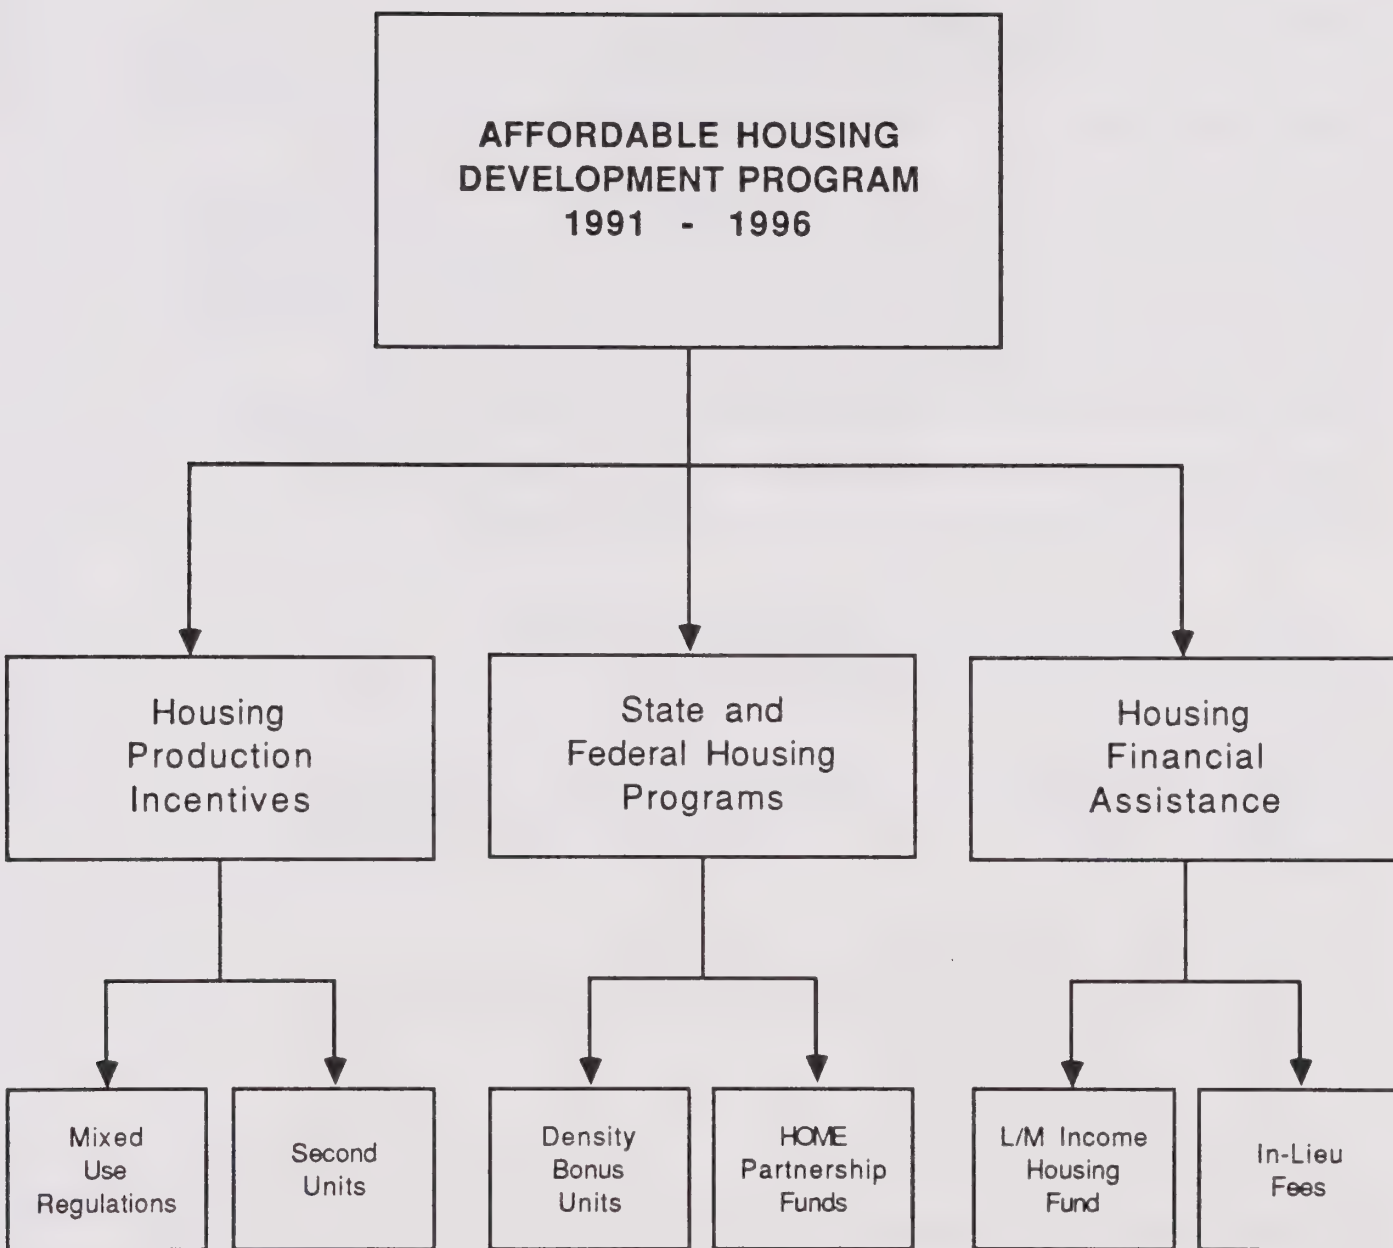 AFFORDABLE HOUSING
DEVELOPMENT PROGRAM
1991 - 1996
Housing
Production
Incentives
State and
Federal Housing
Programs
Housing
Financial
Assistance
Mixed
Use
Regulations
Second
Units
Density
Bonus
Units
HOME
Partnership
Funds
L/M Income
Housing
Fund
In-Lieu
Fees